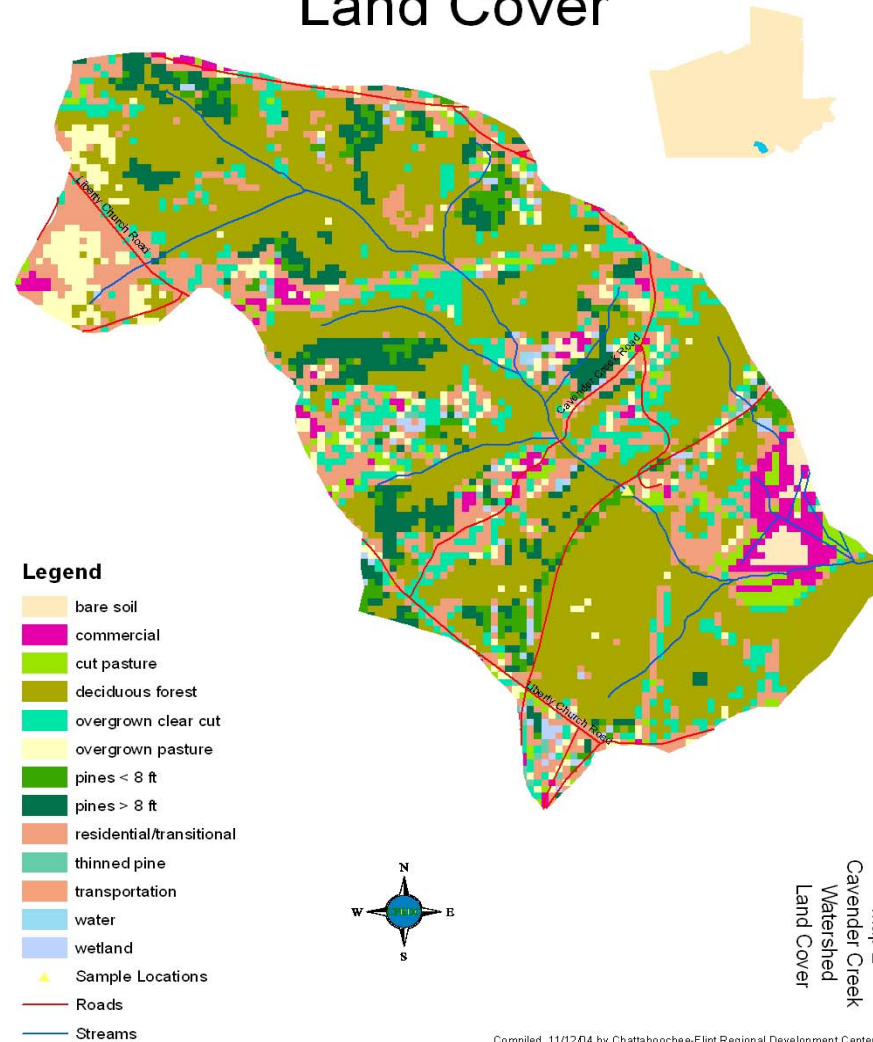 Land Cover
Liberty Church Road
Cavender Creek Road
Liberty Church Road
Legend
bare soil
commercial
cut pasture
deciduous forest
overgrown clear cut
overgrown pasture
pines < 8 ft
pines > 8 ft
residential/transitional
thinned pine
transportation
water
wetland
Sample Locations
Roads
Streams
N
W E
S
Cavender Creek
Watershed
Land Cover
Compiled 11/12/04 by Chattahoochee-Flint Regional Development Center